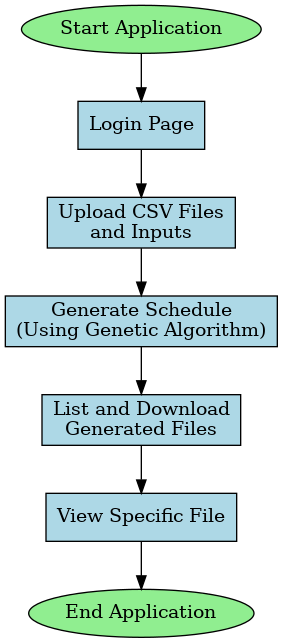 Start Application
Login Page
Upload CSV Files
and Inputs
Generate Schedule
(Using Genetic Algorithm)
List and Download
Generated Files
View Specific File
End Application